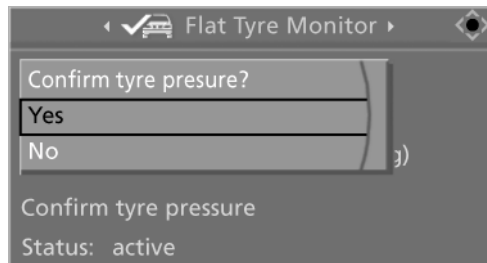 Flat Tyre Monitor
Confirm tyre presure?
Yes
No
g)
Confirm tyre pressure
Status: active